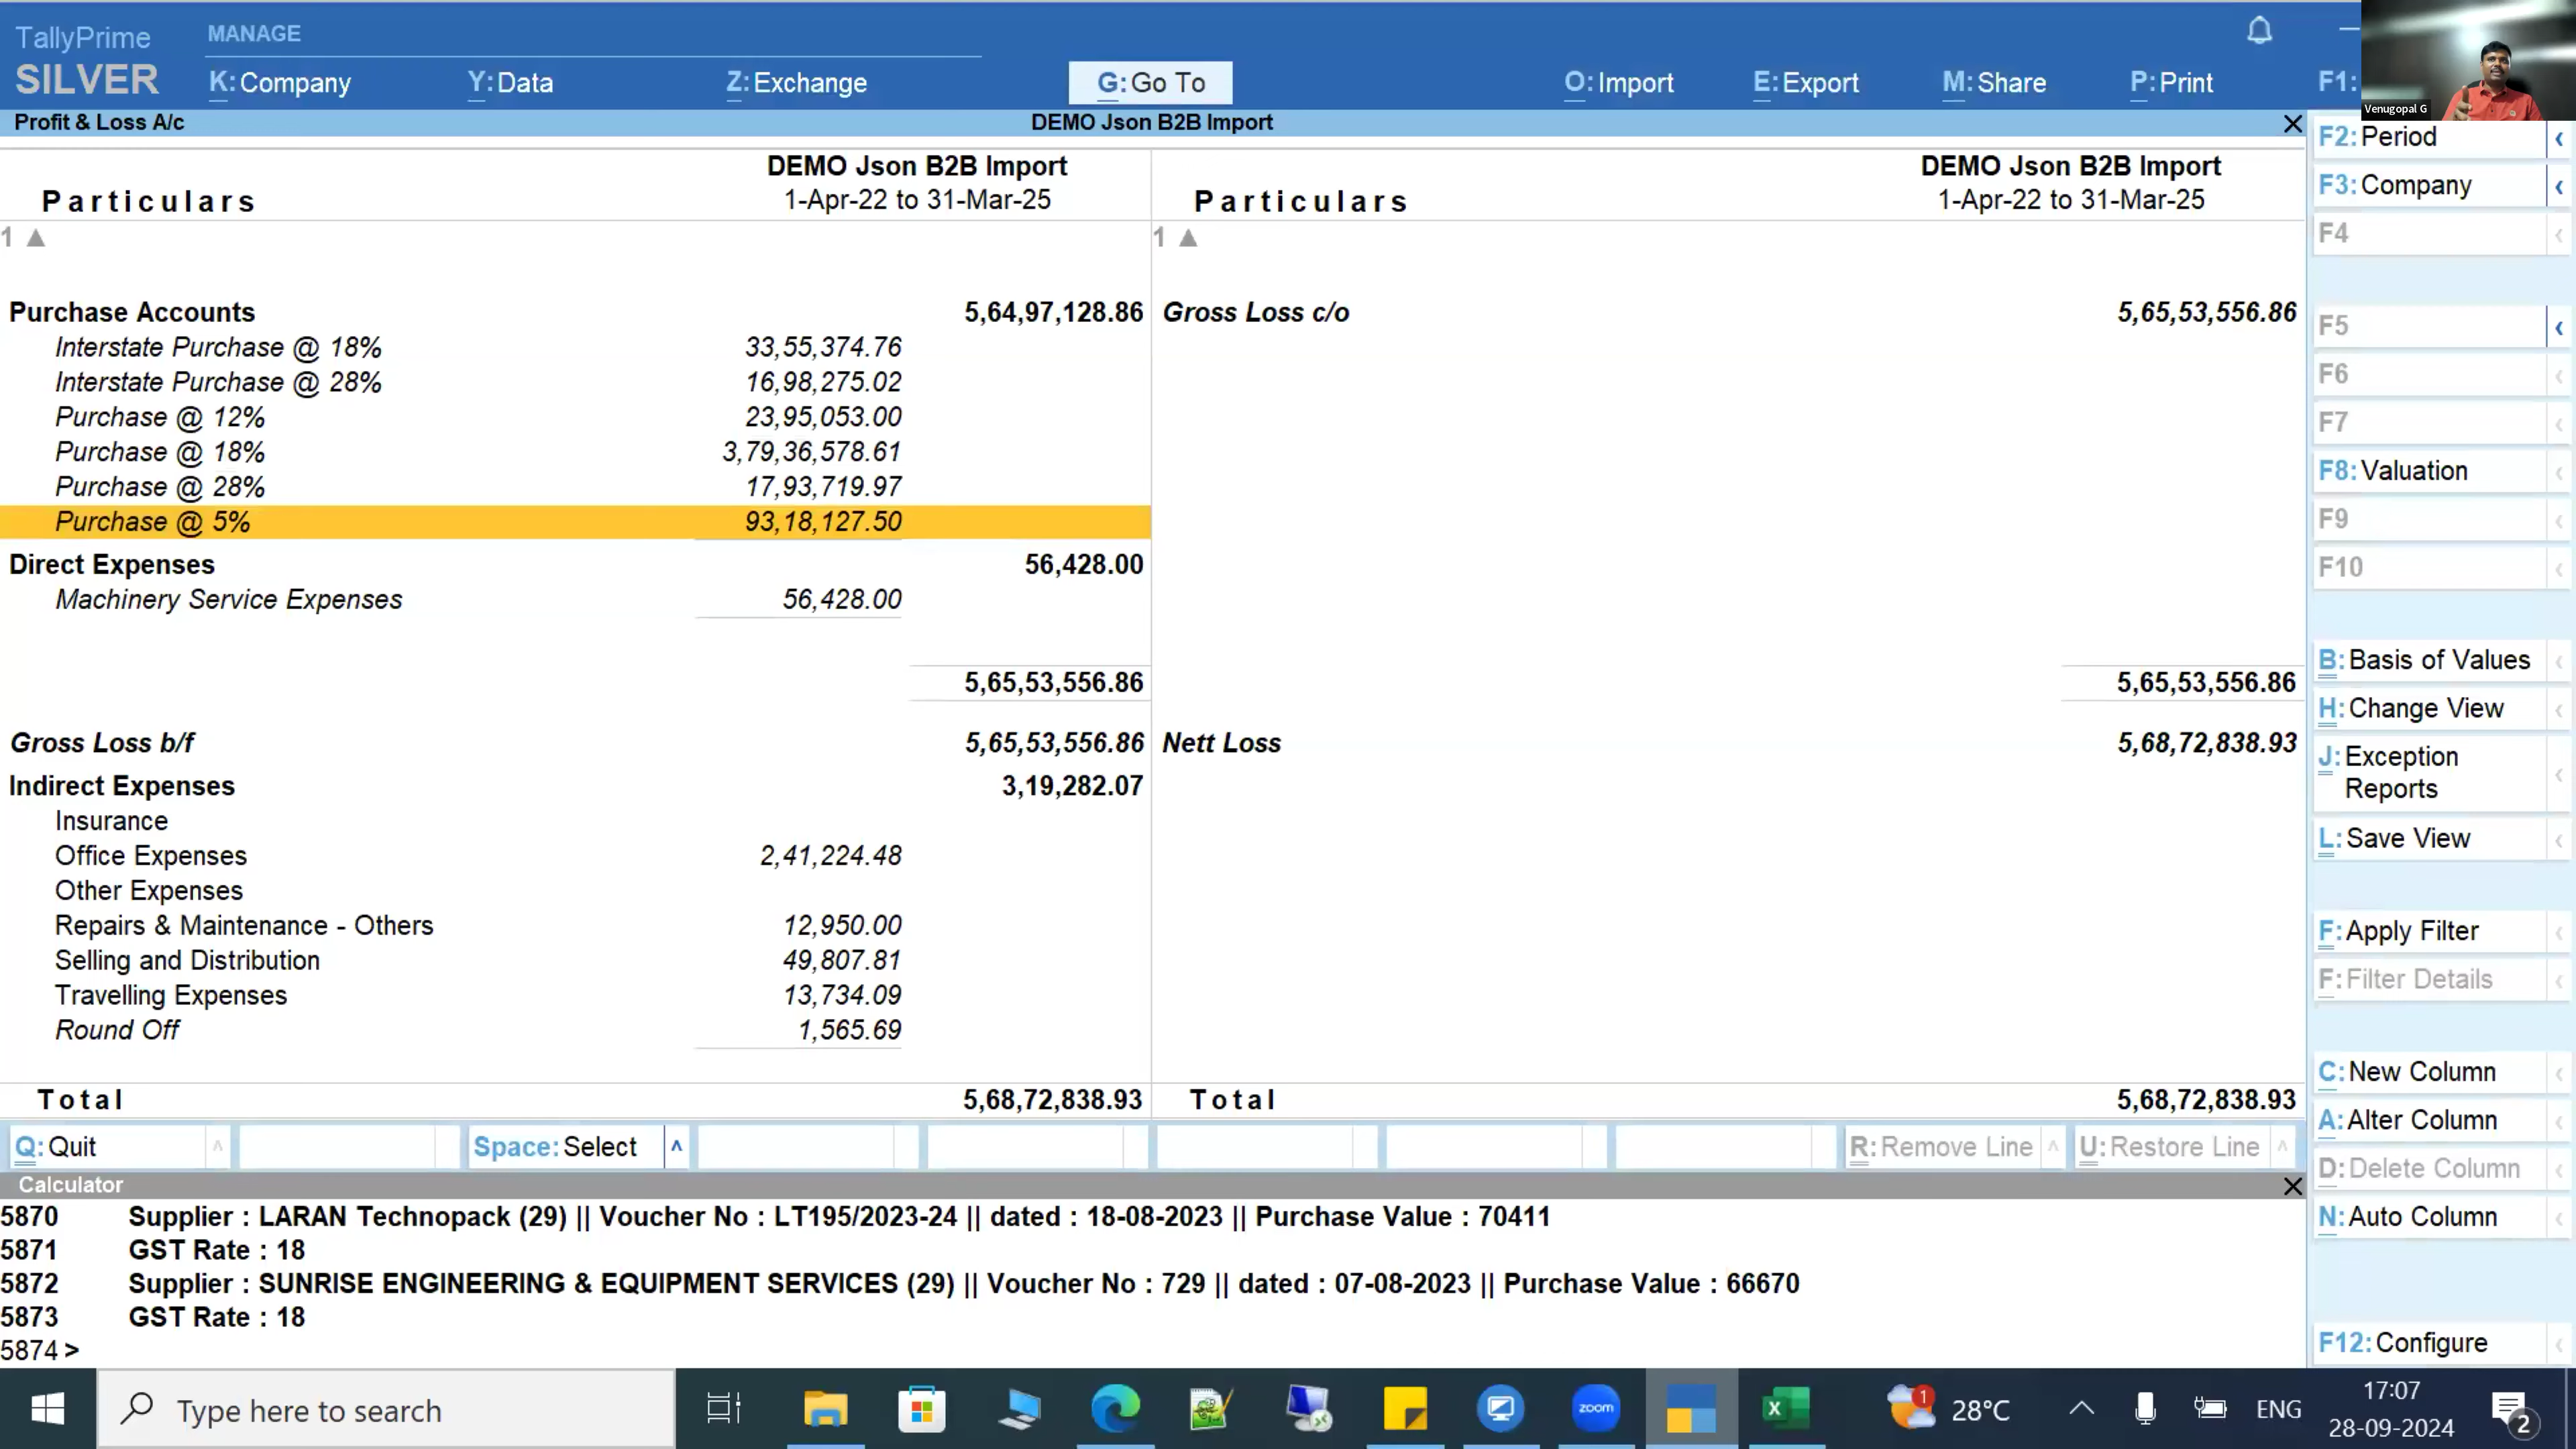 TallyPrime
SILVER
MANAGE
K: Company
Y: Data
Z: Exchange
G: Go To
O: Import
E: Export
M: Share
P: Print
F1:
Venugopal G
Profit & Loss A/c
DEMO Json B2B Import
Particulars
DEMO Json B2B Import
1-Apr-22 to 31-Mar-25
Particulars
DEMO Json B2B Import
1-Apr-22 to 31-Mar-25
1 ▲
1 ▲
Purchase Accounts 5,64,97,128.86 Gross Loss c/o 5,65,53,556.86
Interstate Purchase @ 18% 33,55,374.76
Interstate Purchase @ 28% 16,98,275.02
Purchase @ 12% 23,95,053.00
Purchase @ 18% 3,79,36,578.61
Purchase @ 28% 17,93,719.97
Purchase @ 5% 93,18,127.50
Direct Expenses 56,428.00
Machinery Service Expenses 56,428.00
5,65,53,556.86 5,65,53,556.86
Gross Loss b/f 5,65,53,556.86 Nett Loss 5,68,72,838.93
Indirect Expenses 3,19,282.07
Insurance
Office Expenses 2,41,224.48
Other Expenses
Repairs & Maintenance - Others 12,950.00
Selling and Distribution 49,807.81
Travelling Expenses 13,734.09
Round Off 1,565.69
Total 5,68,72,838.93 Total 5,68,72,838.93
Q: Quit
Space: Select
R: Remove Line
U: Restore Line
Calculator
5870 Supplier : LARAN Technopack (29) || Voucher No : LT195/2023-24 || dated : 18-08-2023 || Purchase Value : 70411
5871 GST Rate : 18
5872 Supplier : SUNRISE ENGINEERING & EQUIPMENT SERVICES (29) || Voucher No : 729 || dated : 07-08-2023 || Purchase Value : 66670
5873 GST Rate : 18
5874 >
F2: Period
F3: Company
F4
F5
F6
F7
F8: Valuation
F9
F10
B: Basis of Values
H: Change View
J: Exception
Reports
L: Save View
F: Apply Filter
F: Filter Details
C: New Column
A: Alter Column
D: Delete Column
N: Auto Column
F12: Configure
Type here to search
zoom
1
28°C
ENG
17:07
28-09-2024
2